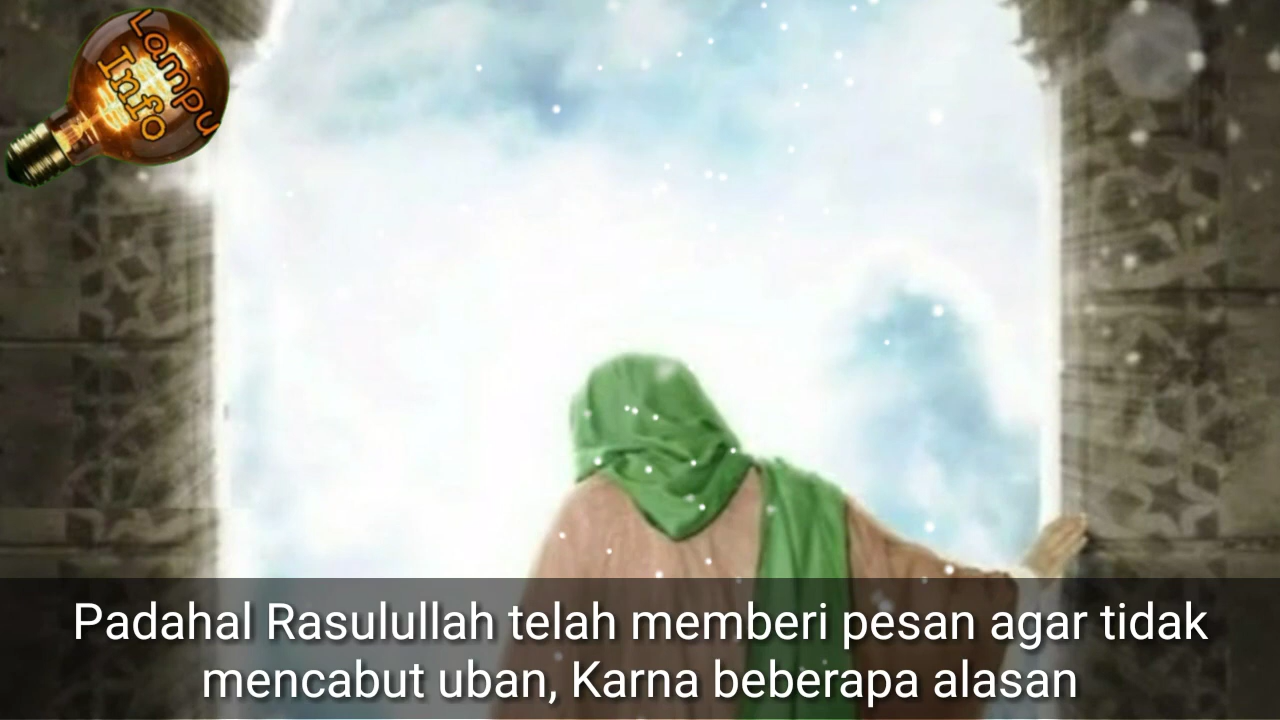 Lampu
Info
Padahal Rasulullah telah memberi pesan agar tidak
mencabut uban, Karna beberapa alasan